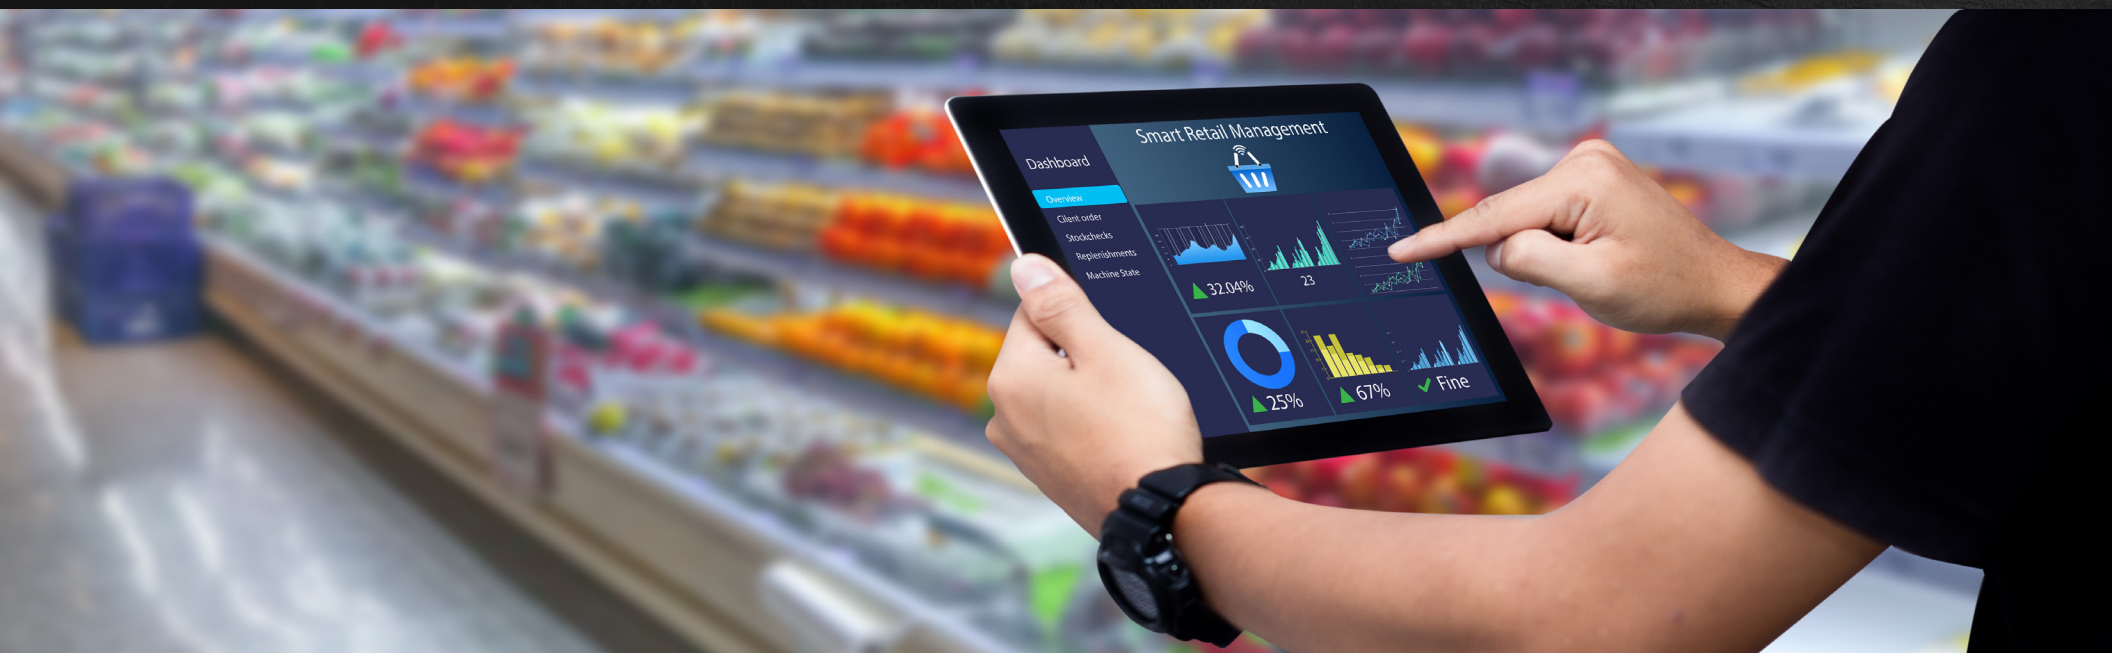 Smart Retail Management
Dashboard
Overview
Client order
Stockchecks
Replenishments
Machine State
32.04%
23
25%
67%
Fine